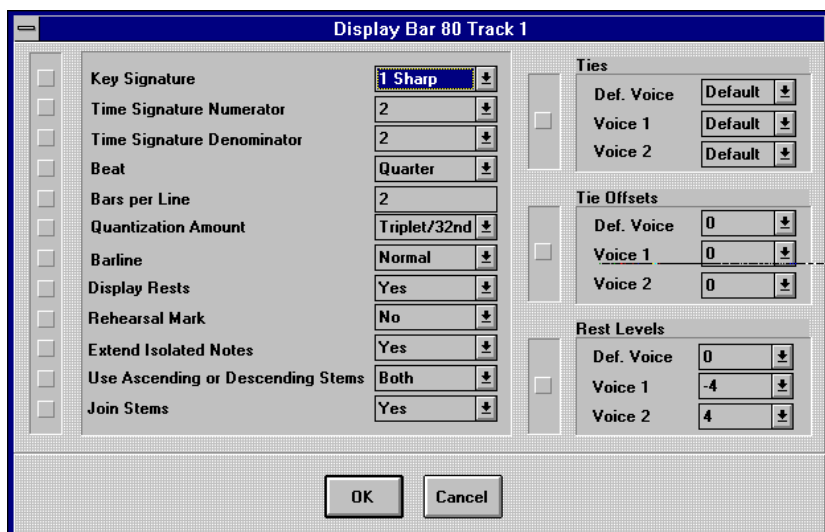 Display Bar 80 Track 1
Key Signature 1 Sharp
Time Signature Numerator 2
Time Signature Denominator 2
Beat Quarter
Bars per Line 2
Quantization Amount Triplet/32nd
Barline Normal
Display Rests Yes
Rehearsal Mark No
Extend Isolated Notes Yes
Use Ascending or Descending Stems Both
Join Stems Yes
Ties
Def. Voice Default
Voice 1 Default
Voice 2 Default
Tie Offsets
Def. Voice 0
Voice 1 0
Voice 2 0
Rest Levels
Def. Voice 0
Voice 1 -4
Voice 2 4
OK Cancel